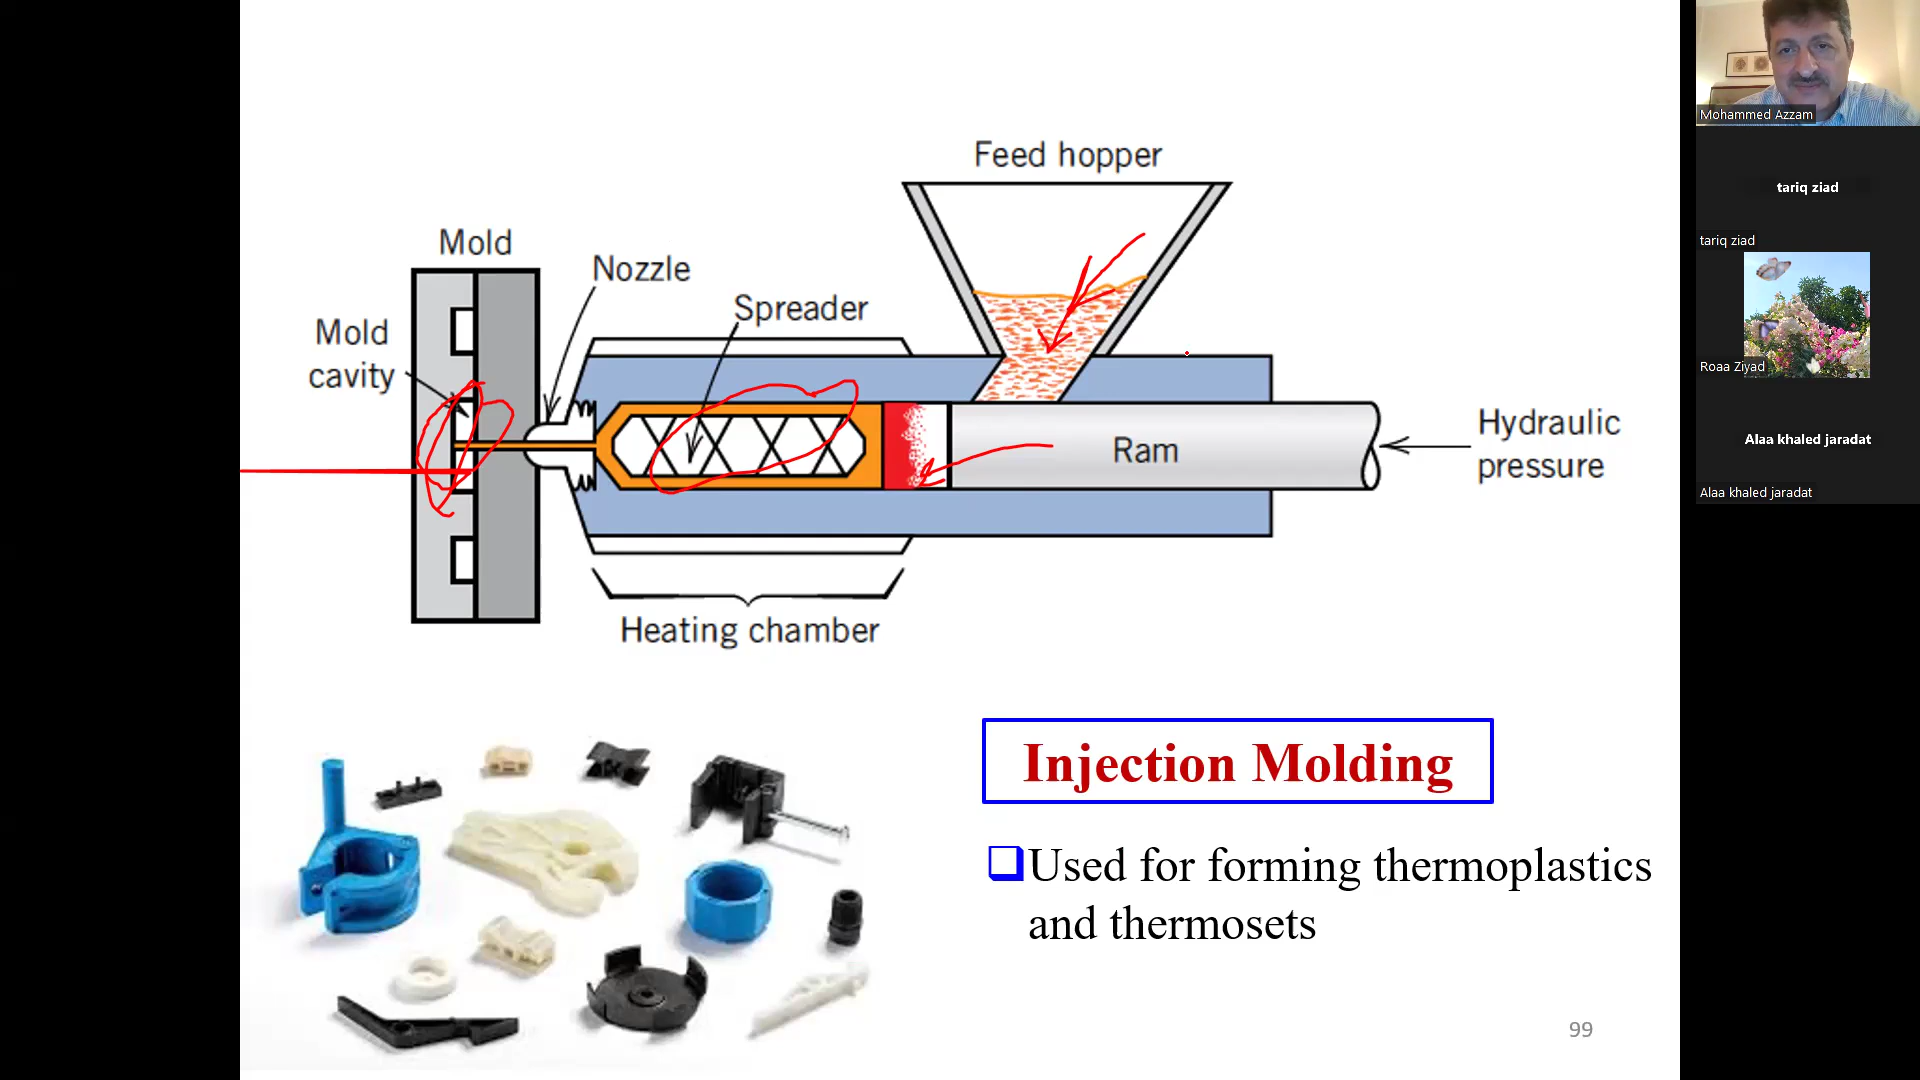 Feed hopper
Mold
Nozzle
Spreader
Mold
cavity
Ram
Hydraulic
pressure
Heating chamber
Injection Molding
Used for forming thermoplastics
and thermosets
99
Mohammed Azzam
tariq ziad
tariq ziad
Roaa Ziyad
Alaa khaled jaradat
Alaa khaled jaradat